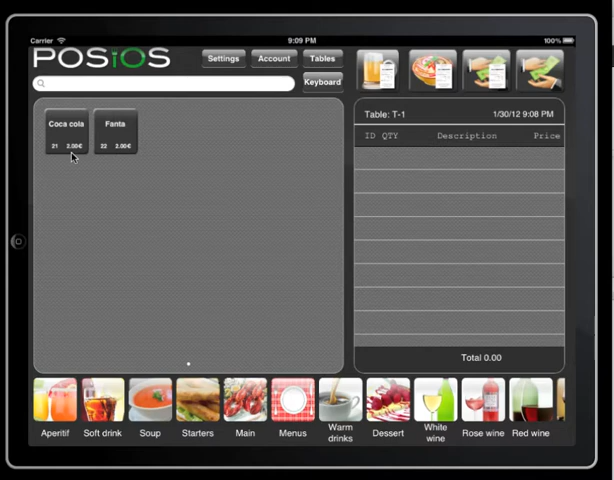 Carrier 9:09 PM 100%
POSiOS
Settings Account Tables
Keyboard
Table: T-1 1/30/12 9:08 PM
ID QTY Description Price
Coca cola Fanta
21 2.00€ 22 2.00€
Total 0.00
Aperitif Soft drink Soup Starters Main Menus Warm drinks Dessert White wine Rose wine Red wine